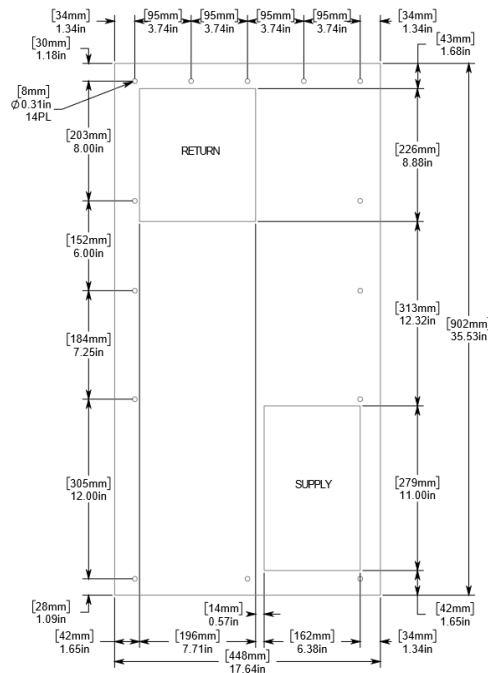 [34mm]
1.34in
[95mm]
3.74in
[95mm]
3.74in
[95mm]
3.74in
[95mm]
3.74in
[34mm]
1.34in
[30mm]
1.18in
[43mm]
1.68in
[8mm]
Ø0.31in
14PL
[203mm]
8.00in
RETURN
[226mm]
8.88in
[152mm]
6.00in
[313mm]
12.32in
[902mm]
35.53in
[184mm]
7.25in
[305mm]
12.00in
SUPPLY
[279mm]
11.00in
[28mm]
1.09in
[14mm]
0.57in
[42mm]
1.65in
[42mm]
1.65in
[196mm]
7.71in
[162mm]
6.38in
[34mm]
1.34in
[448mm]
17.64in